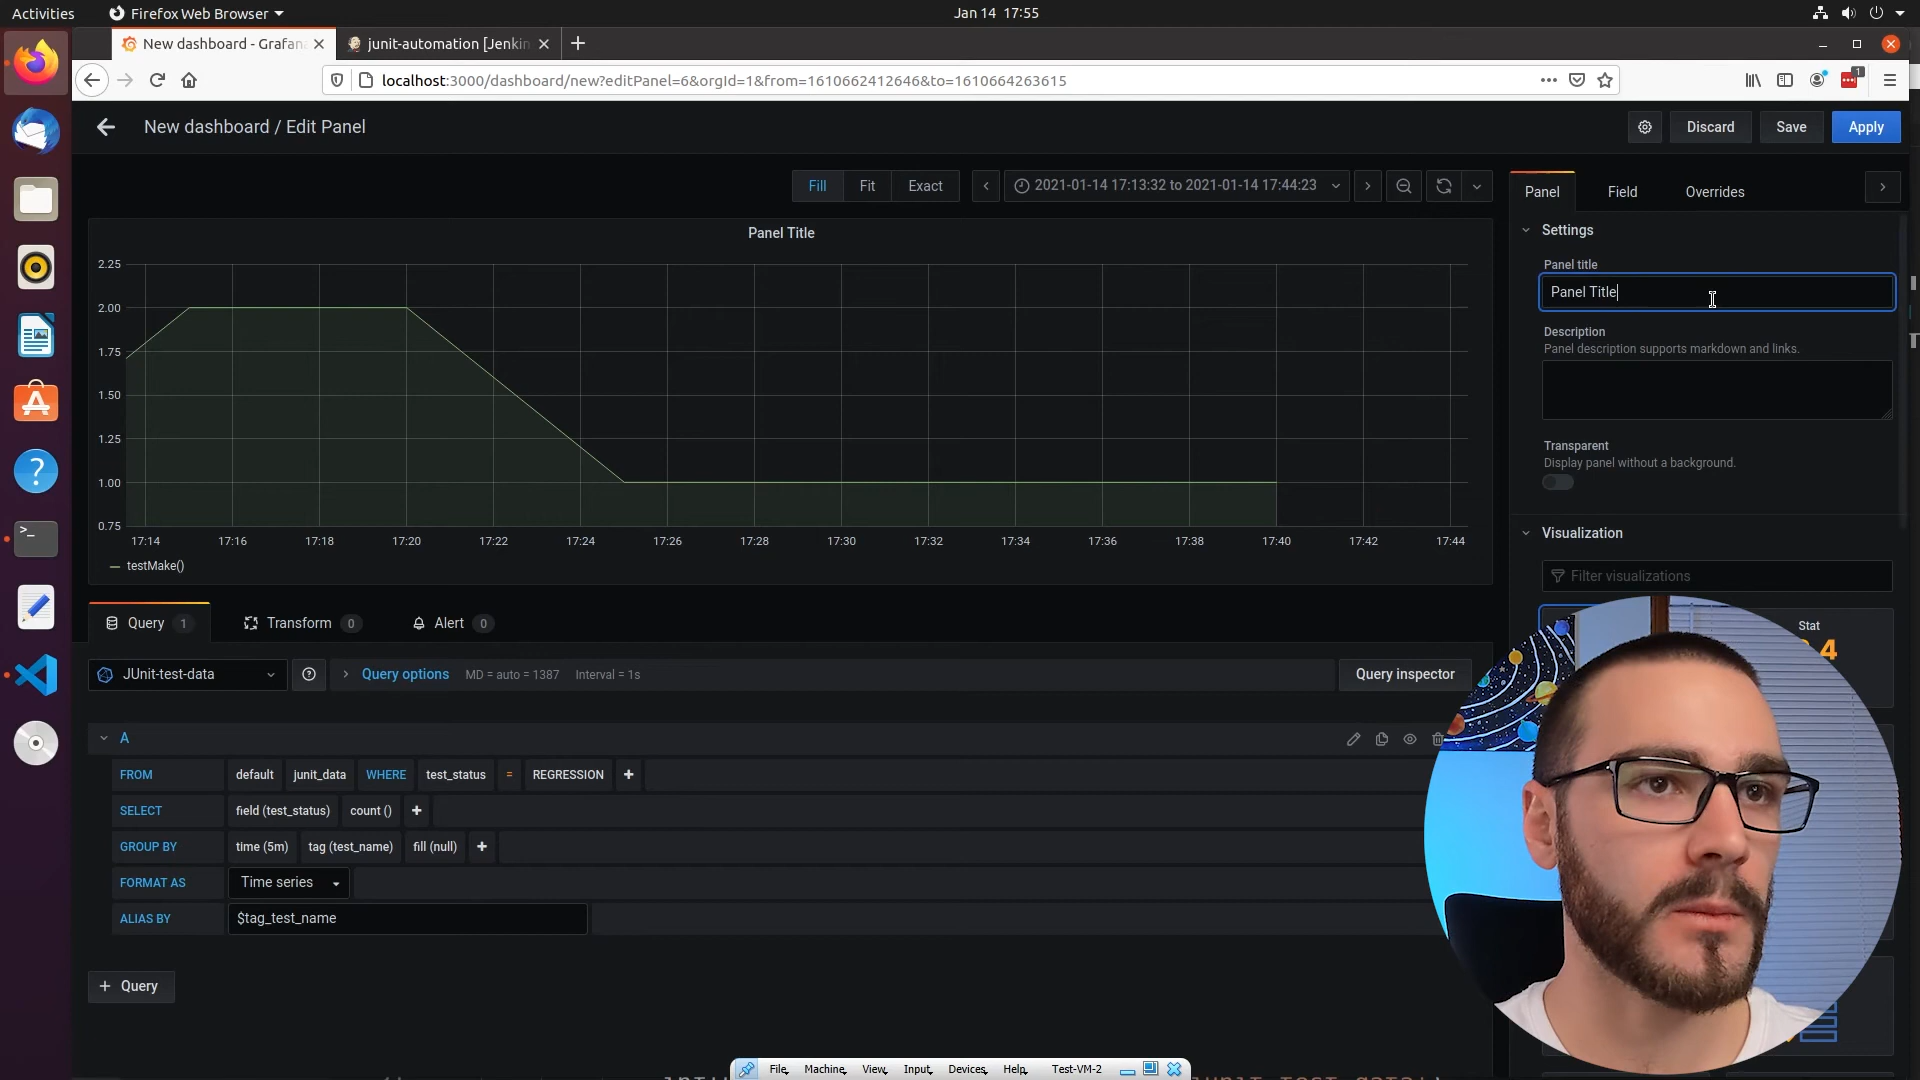 Activities
Firefox Web Browser
Jan 14 17:55
New dashboard - Grafana
junit-automation [Jenkin
localhost:3000/dashboard/new?editPanel=6&orgId=1&from=1610662412646&to=1610664263615
1
New dashboard / Edit Panel
Discard
Save
Apply
Fill
Fit
Exact
2021-01-14 17:13:32 to 2021-01-14 17:44:23
Panel
Field
Overrides
Panel Title
2.25
2.00
1.75
1.50
1.25
1.00
0.75
17:14
17:16
17:18
17:20
17:22
17:24
17:26
17:28
17:30
17:32
17:34
17:36
17:38
17:40
17:42
17:44
testMake()
Settings
Panel title
Panel Title
Description
Panel description supports markdown and links.
Transparent
Display panel without a background.
Visualization
Filter visualizations
Stat
Query 1
Transform 0
Alert 0
JUnit-test-data
Query options
MD = auto = 1387
Interval = 1s
Query inspector
A
FROM default junit_data WHERE test_status = REGRESSION +
SELECT field (test_status) count () +
GROUP BY time (5m) tag (test_name) fill (null) +
FORMAT AS Time series
ALIAS BY $tag_test_name
+ Query
File
Machine
View
Input
Devices
Help
Test-VM-2